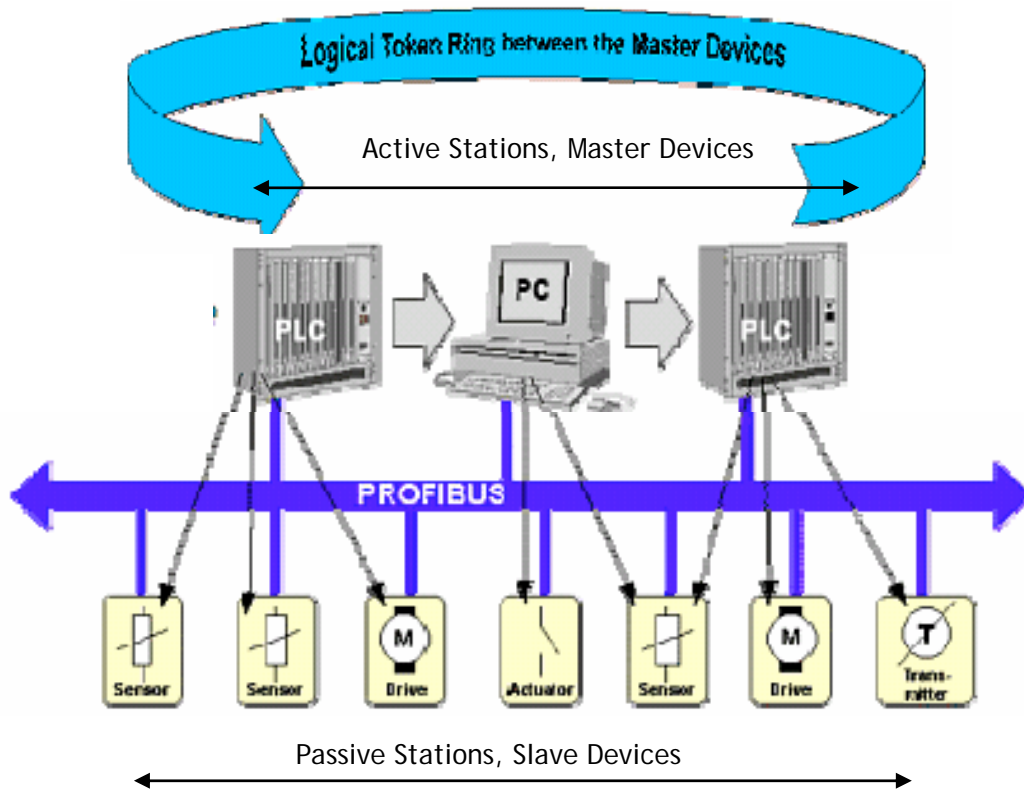 Logical Token Ring between the Master Devices
Active Stations, Master Devices
PLC
PC
PLC
PROFIBUS
Sensor
Sensor
Drive
Actuator
Sensor
Drive
Trans-
mitter
M
M
T
Passive Stations, Slave Devices